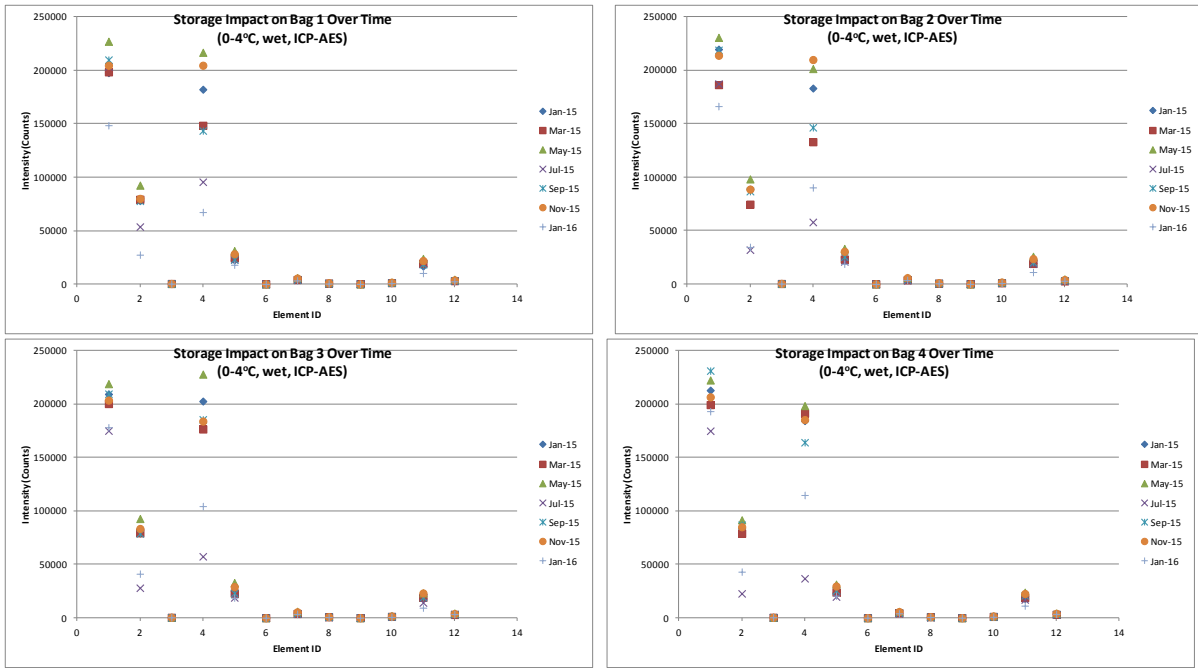 Storage Impact on Bag 1 Over Time
(0-4°C, wet, ICP-AES)
Intensity (Counts)
250000
200000
150000
100000
50000
0
0 2 4 6 8 10 12 14
Element ID
Jan-15
Mar-15
May-15
Jul-15
Sep-15
Nov-15
Jan-16
Storage Impact on Bag 2 Over Time
(0-4°C, wet, ICP-AES)
Intensity (Counts)
250000
200000
150000
100000
50000
0
0 2 4 6 8 10 12 14
Element ID
Jan-15
Mar-15
May-15
Jul-15
Sep-15
Nov-15
Jan-16
Storage Impact on Bag 3 Over Time
(0-4°C, wet, ICP-AES)
Intensity (Counts)
250000
200000
150000
100000
50000
0
0 2 4 6 8 10 12 14
Element ID
Jan-15
Mar-15
May-15
Jul-15
Sep-15
Nov-15
Jan-16
Storage Impact on Bag 4 Over Time
(0-4°C, wet, ICP-AES)
Intensity (Counts)
250000
200000
150000
100000
50000
0
0 2 4 6 8 10 12 14
Element ID
Jan-15
Mar-15
May-15
Jul-15
Sep-15
Nov-15
Jan-16